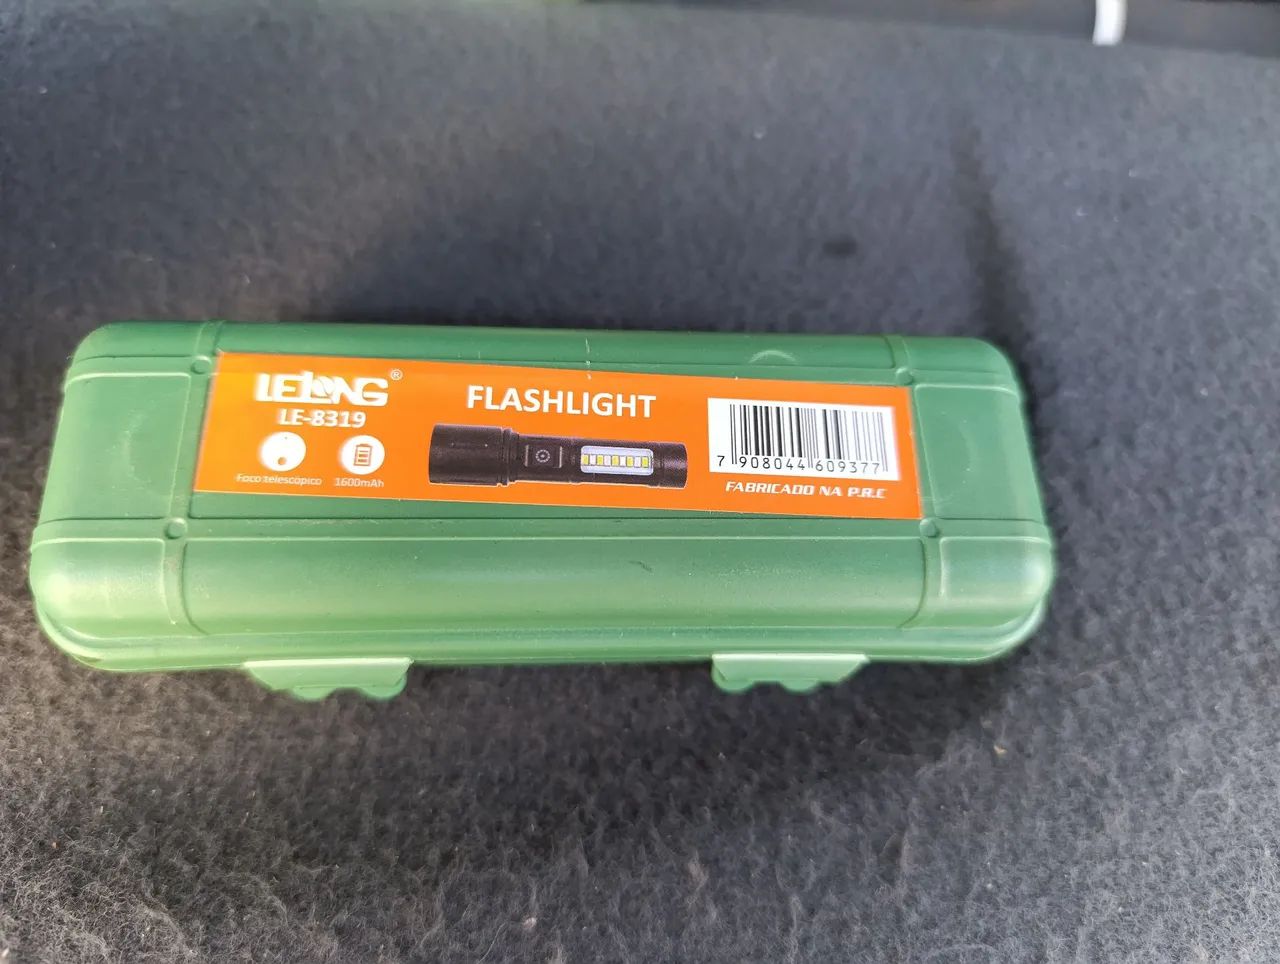 LELONG®
LE-8319
Foco telescópico
1600mAh
FLASHLIGHT
7 908044 609377
FABRICADO NA P.R.C